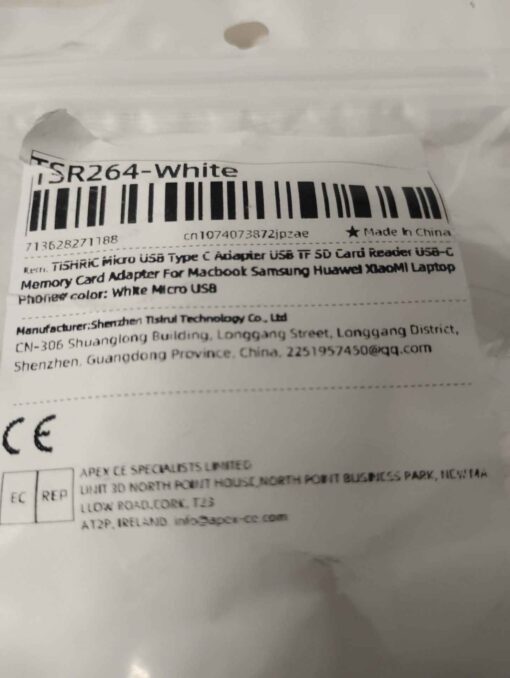 TSR264-White
713628271188 cn1074073872jpzae ★ Made In China
Item: TISHRIC Micro USB Type C Adapter USB TF SD Card Reader USB-C
Memory Card Adapter For Macbook Samsung Huawei XiaoMI Laptop
Phones color: White Micro USB
Manufacturer:Shenzhen Tisirui Technology Co., Ltd
CN-306 Shuanglong Building, Longgang Street, Longgang District,
Shenzhen, Guangdong Province, China, 2251957450@qq.com
CE
EC REP
APEX CE SPECIALISTS LIMITED
UNIT 3D NORTH POINT HOUSE,NORTH POINT BUSINESS PARK, NEW MA
LLOW ROAD,CORK, T23
AT2P, IRELAND info@apex-ce.com